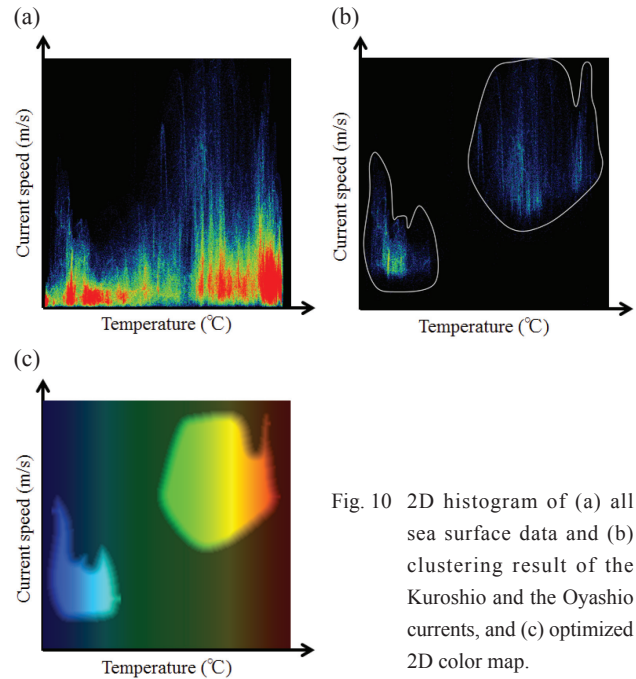 (a)
Current speed (m/s)
Temperature (℃)
(b)
Current speed (m/s)
Temperature (℃)
(c)
Current speed (m/s)
Temperature (℃)
Fig. 10 2D histogram of (a) all
sea surface data and (b)
clustering result of the
Kuroshio and the Oyashio
currents, and (c) optimized
2D color map.